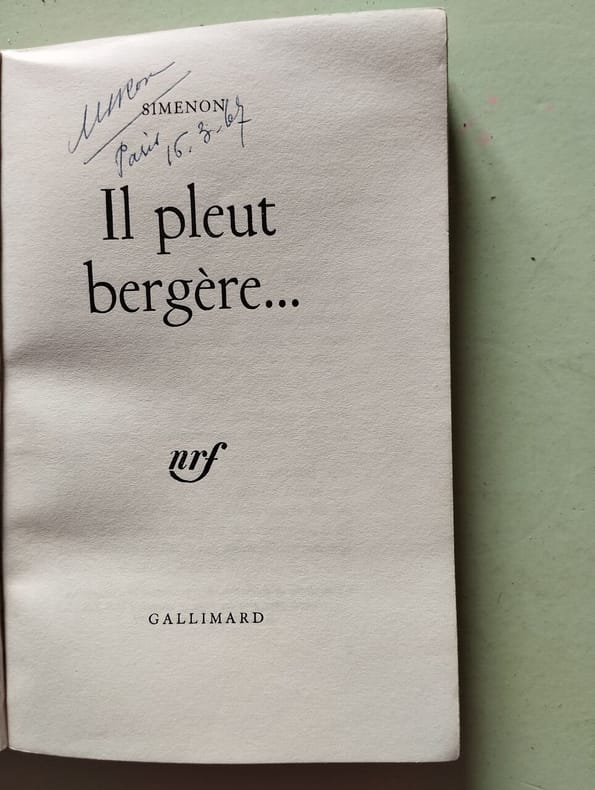 SIMENON
Paris 16.3.67
Il pleut
bergère...
nrf
GALLIMARD